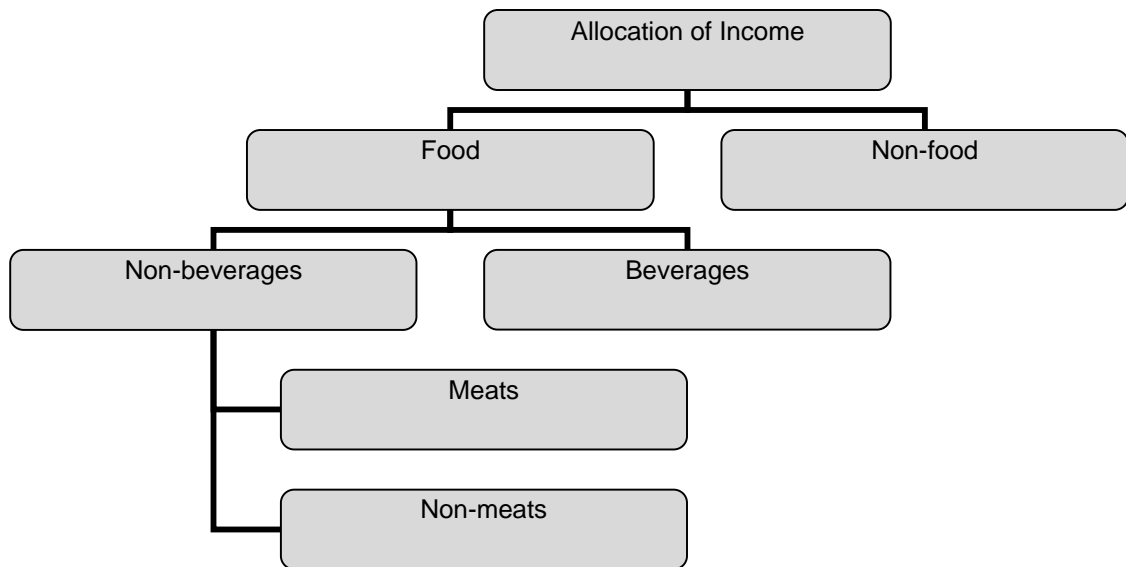 Allocation of Income
Food
Non-food
Non-beverages
Beverages
Meats
Non-meats